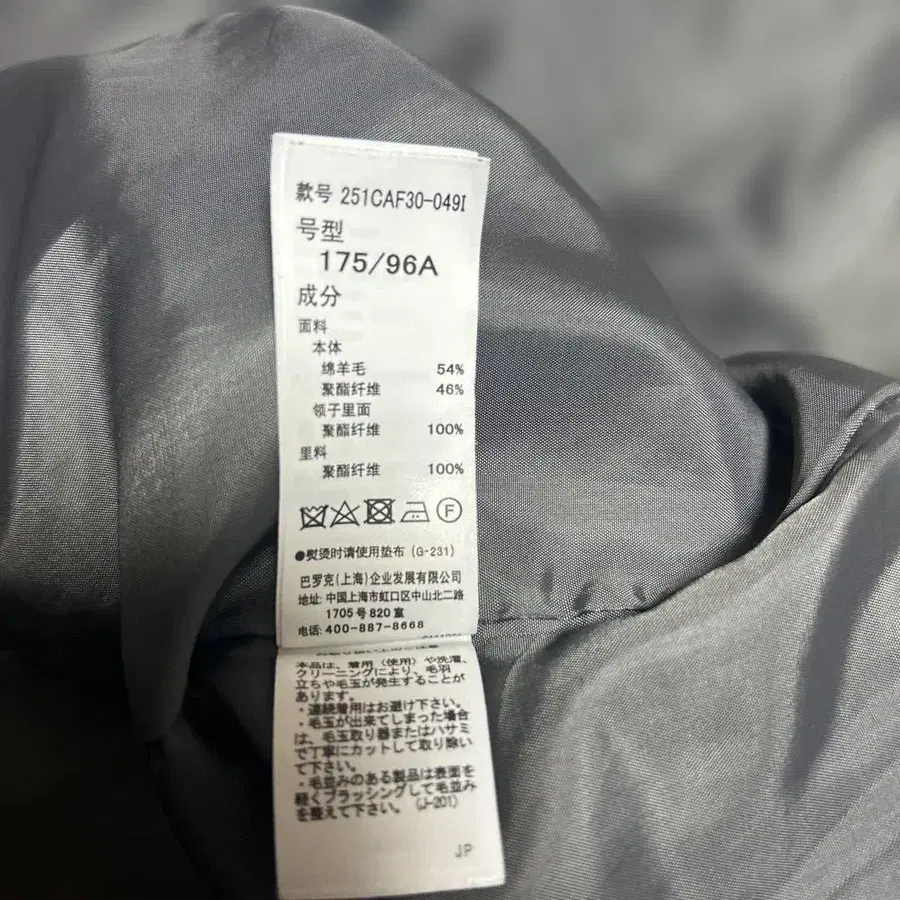 款号 251CAF30-049I
号型
175/96A
成分
面料
本体
绵羊毛 54%
聚酯纤维 46%
领子里面
聚酯纤维 100%
里料
聚酯纤维 100%
F
●熨烫时请使用垫布 (G-231)
巴罗克(上海)企业发展有限公司
地址: 中国上海市虹口区中山北二路
1705号820室
电话: 400-887-8668
お取り扱い上のご注意
本品は、着用(使用)や洗濯、
クリーニングにより、毛羽
立ちや毛玉が発生することが
あります。
・連続着用はお避け下さい。
・毛玉が出来てしまった場合
は、毛玉取り器またはハサミ
で丁寧にカットして取り除い
て下さい。
・毛並みのある製品は表面を
軽くブラッシングして毛並み
を整えて下さい。 (J-201)
JP